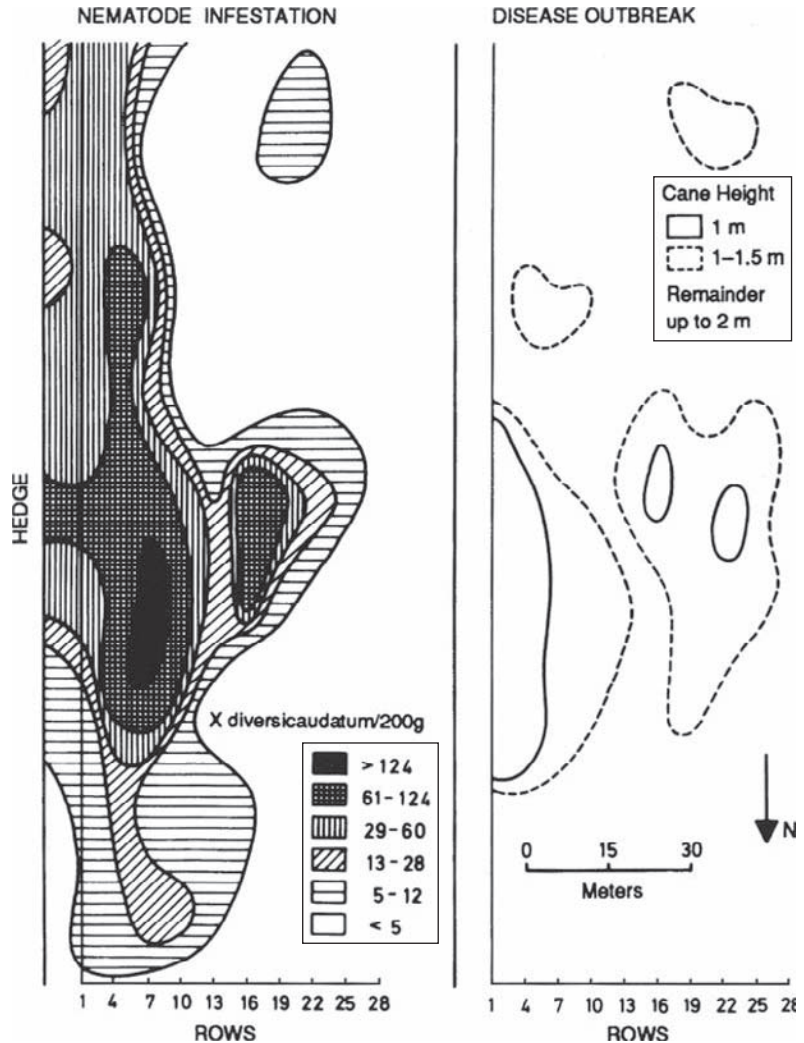 NEMATODE INFESTATION
HEDGE
X diversicaudatum/200g
> 124
61-124
29-60
13-28
5-12
< 5
1 4 7 10 13 16 19 22 25 28
ROWS
DISEASE OUTBREAK
Cane Height
1 m
1–1.5 m
Remainder
up to 2 m
N
0 15 30
Meters
1 4 7 10 13 16 19 22 25 28
ROWS